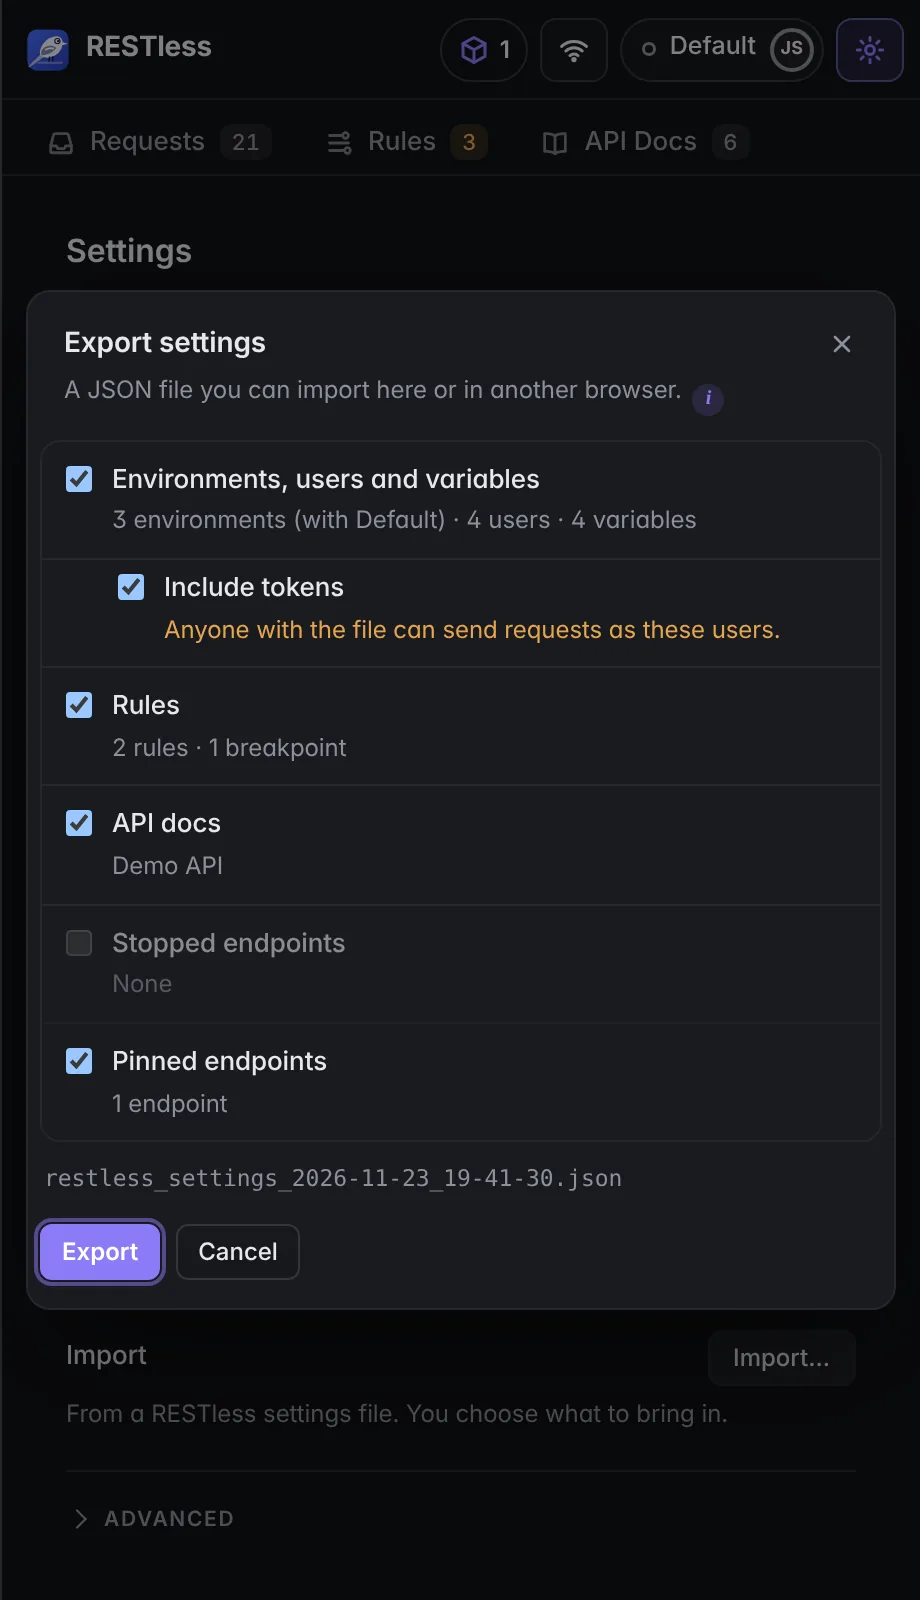 RESTless
1
Default
JS
Requests 21
Rules 3
API Docs 6
Settings
Export settings
A JSON file you can import here or in another browser.
i
Environments, users and variables
3 environments (with Default) · 4 users · 4 variables
Include tokens
Anyone with the file can send requests as these users.
Rules
2 rules · 1 breakpoint
API docs
Demo API
Stopped endpoints
None
Pinned endpoints
1 endpoint
restless_settings_2026-11-23_19-41-30.json
Export
Cancel
Import
Import...
From a RESTless settings file. You choose what to bring in.
ADVANCED